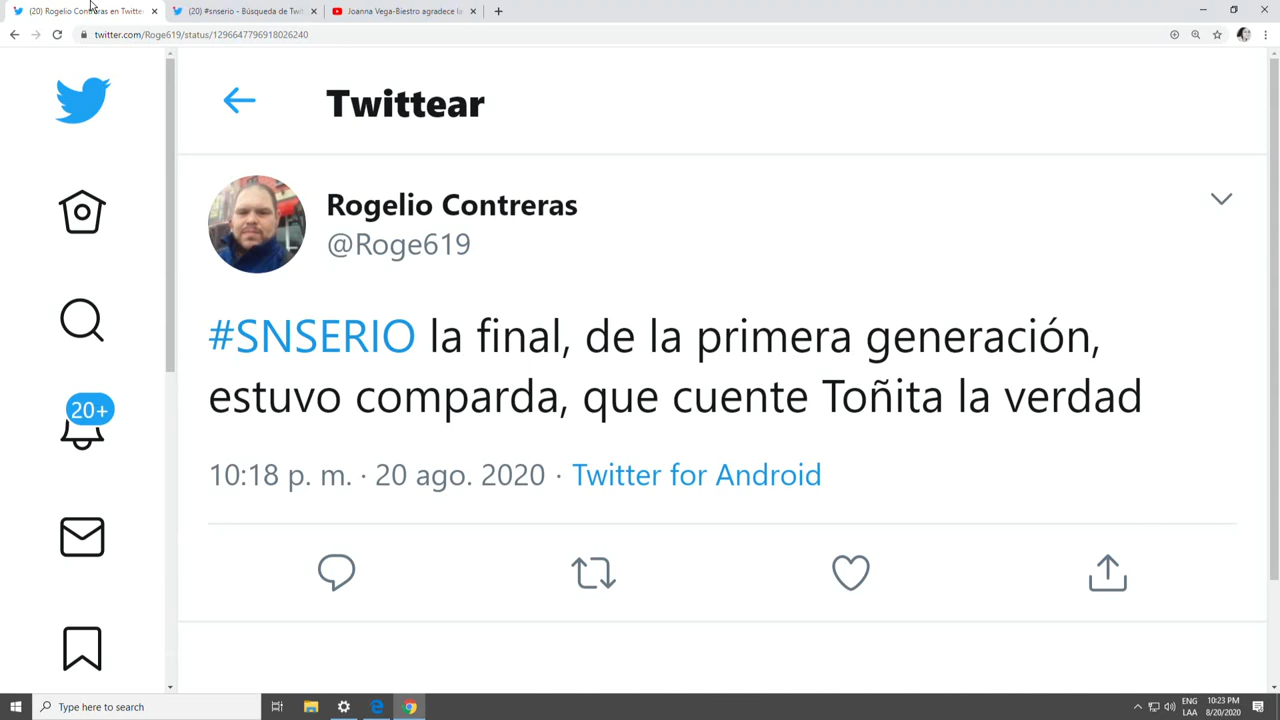 (20) Rogelio Contreras en Twitte
(20) #snserio - Búsqueda de Twi
Joanna Vega-Biestro agradece la
twitter.com/Roge619/status/1296647796918026240
Twittear
Rogelio Contreras
@Roge619
#SNSERIO la final, de la primera generación,
estuvo comparda, que cuente Toñita la verdad
10:18 p. m. · 20 ago. 2020 · Twitter for Android
20+
Type here to search
ENG
LAA
10:23 PM
8/20/2020